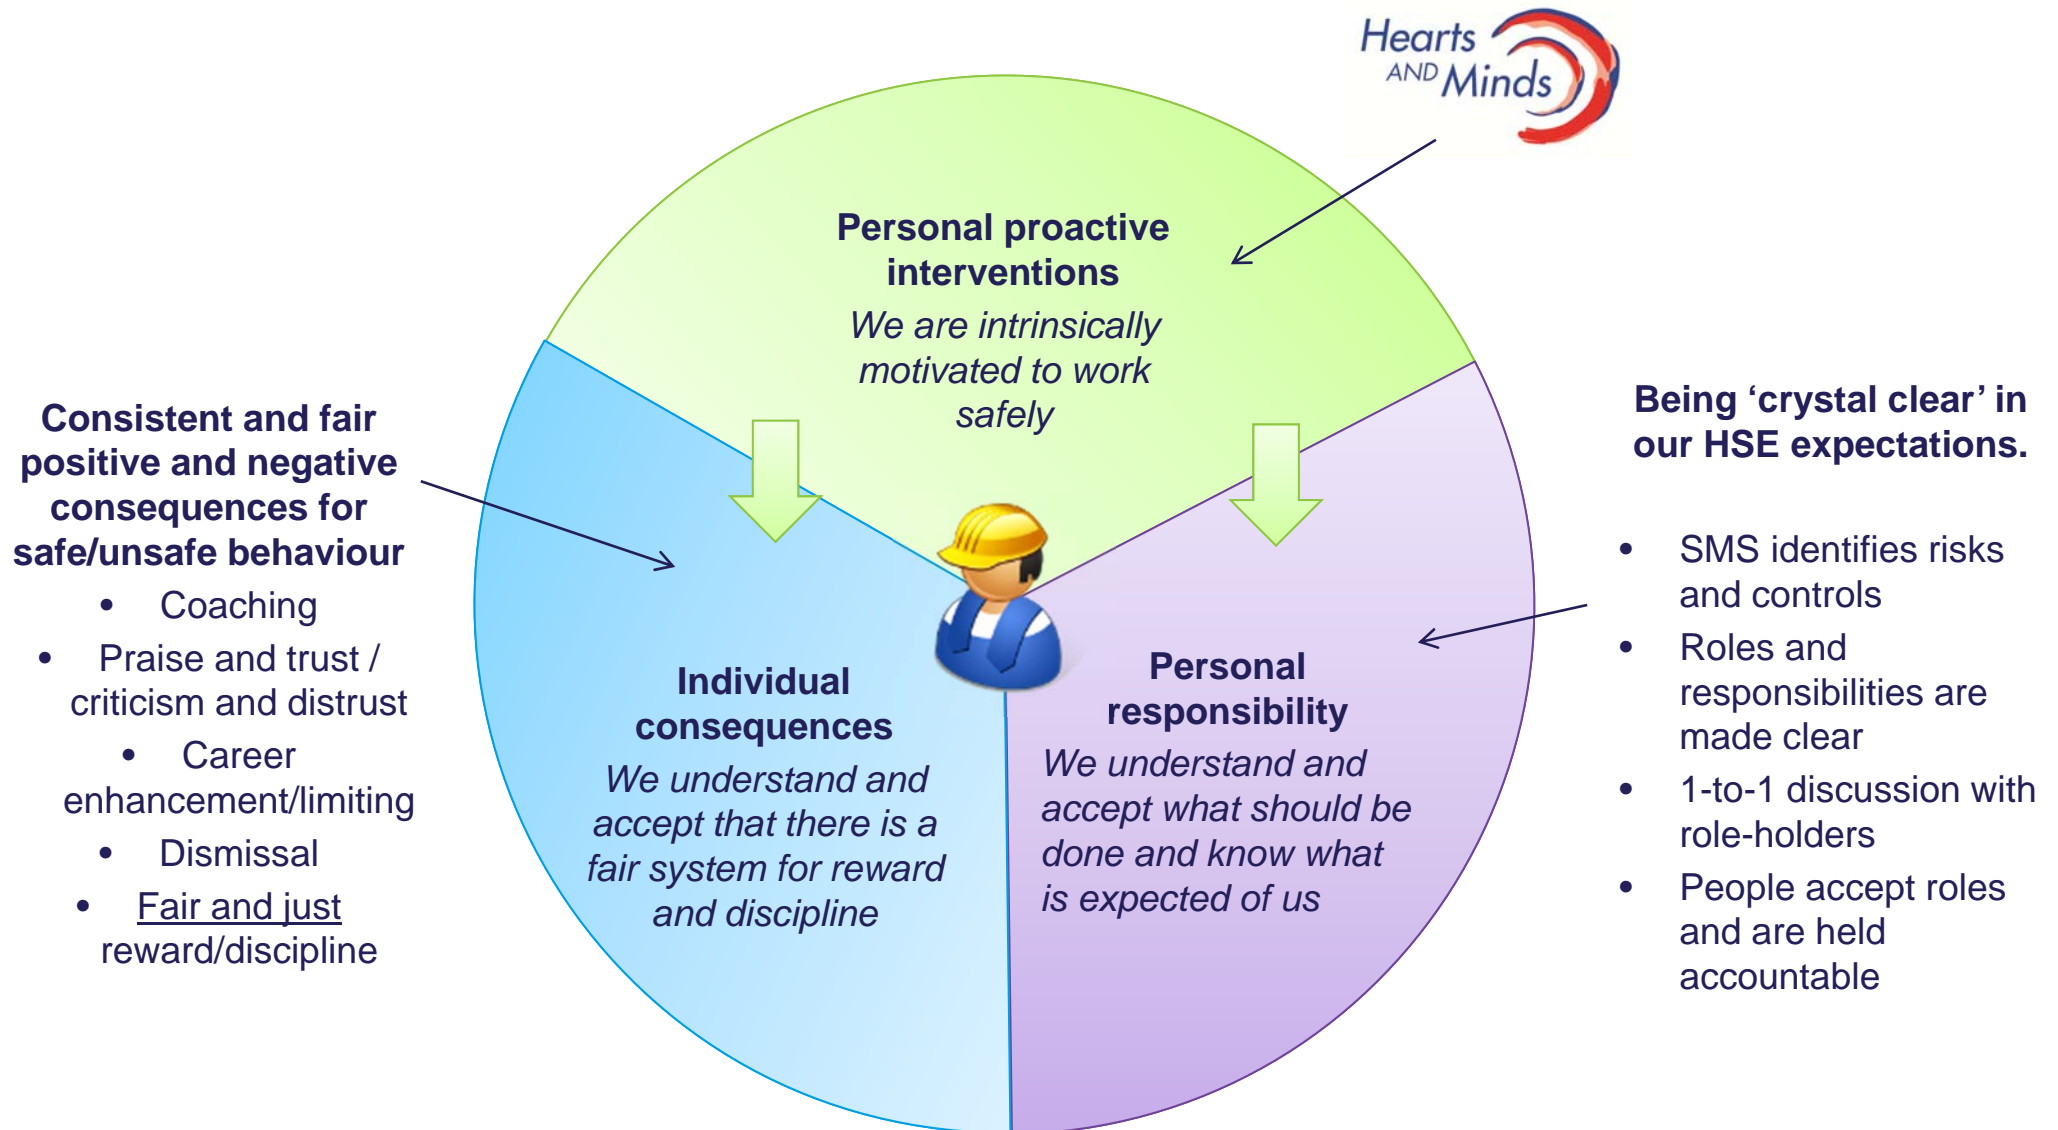 Hearts
AND Minds
Personal proactive
interventions
We are intrinsically
motivated to work
safely
Consistent and fair
positive and negative
consequences for
safe/unsafe behaviour
• Coaching
• Praise and trust /
criticism and distrust
• Career
enhancement/limiting
• Dismissal
• Fair and just
reward/discipline
Individual
consequences
We understand and
accept that there is a
fair system for reward
and discipline
Personal
responsibility
We understand and
accept what should be
done and know what
is expected of us
Being ‘crystal clear’ in
our HSE expectations.
• SMS identifies risks
and controls
• Roles and
responsibilities are
made clear
• 1-to-1 discussion with
role-holders
• People accept roles
and are held
accountable